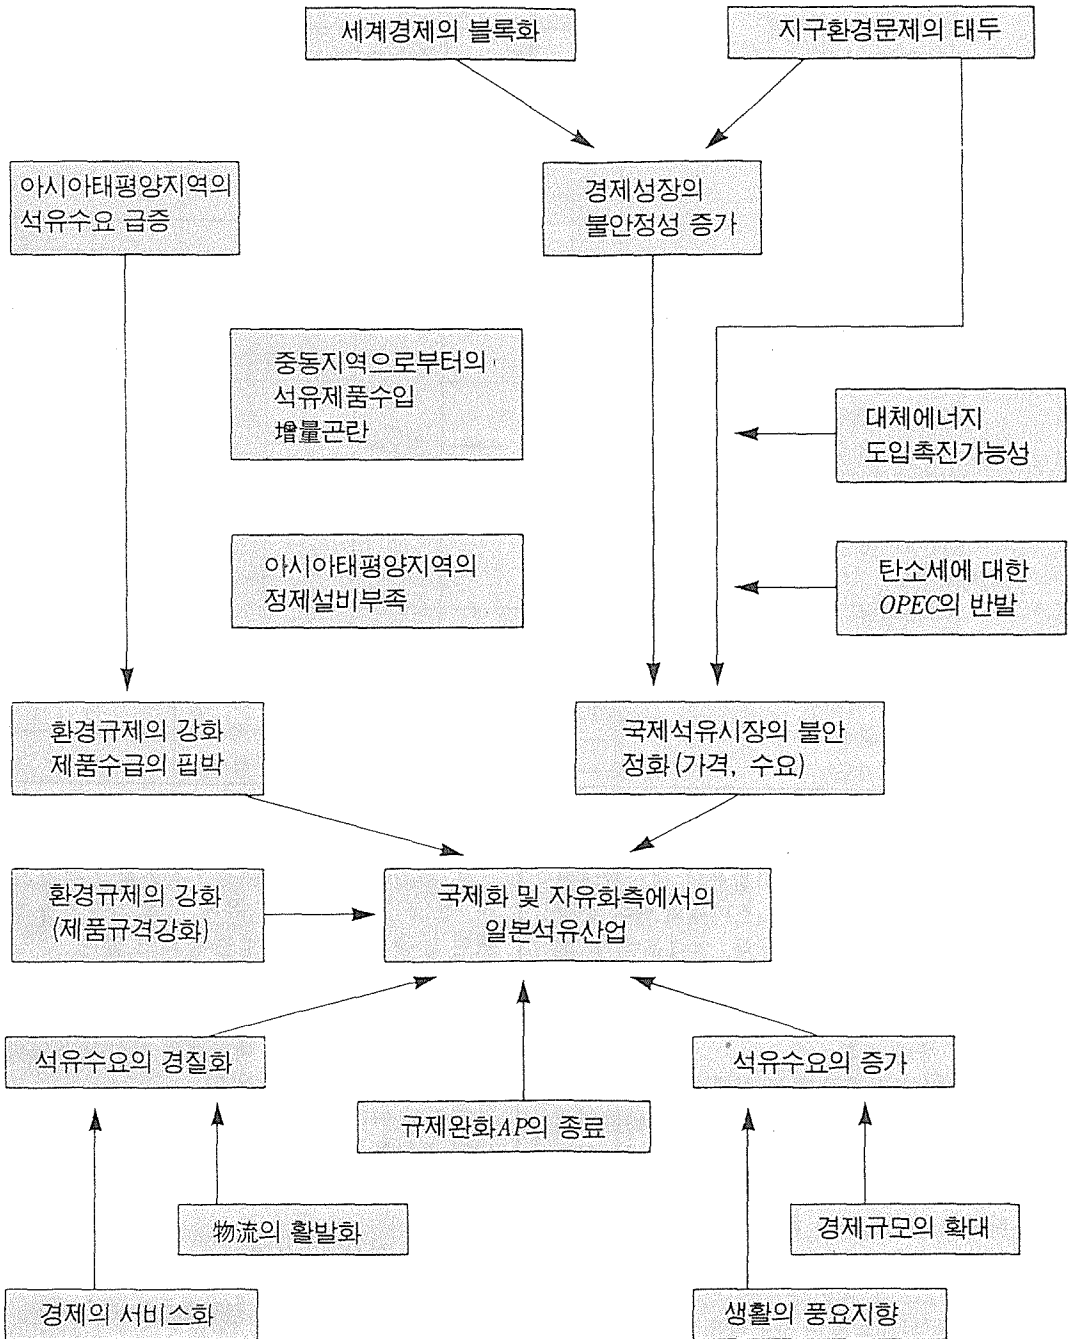 세계경제의 블록화
지구환경문제의 태두
아시아태평양지역의
석유수요 급증
경제성장의
불안정성 증가
중동지역으로부터의
석유제품수입
增量곤란
대체에너지
도입촉진가능성
아시아태평양지역의
정제설비부족
탄소세에 대한
OPEC의 반발
환경규제의 강화
제품수급의 핍박
국제석유시장의 불안
정화(가격, 수요)
환경규제의 강화
(제품규격강화)
국제화 및 자유화측에서의
일본석유산업
석유수요의 경질화
석유수요의 증가
규제완화AP의 종료
物流의 활발화
경제규모의 확대
경제의 서비스화
생활의 풍요지향